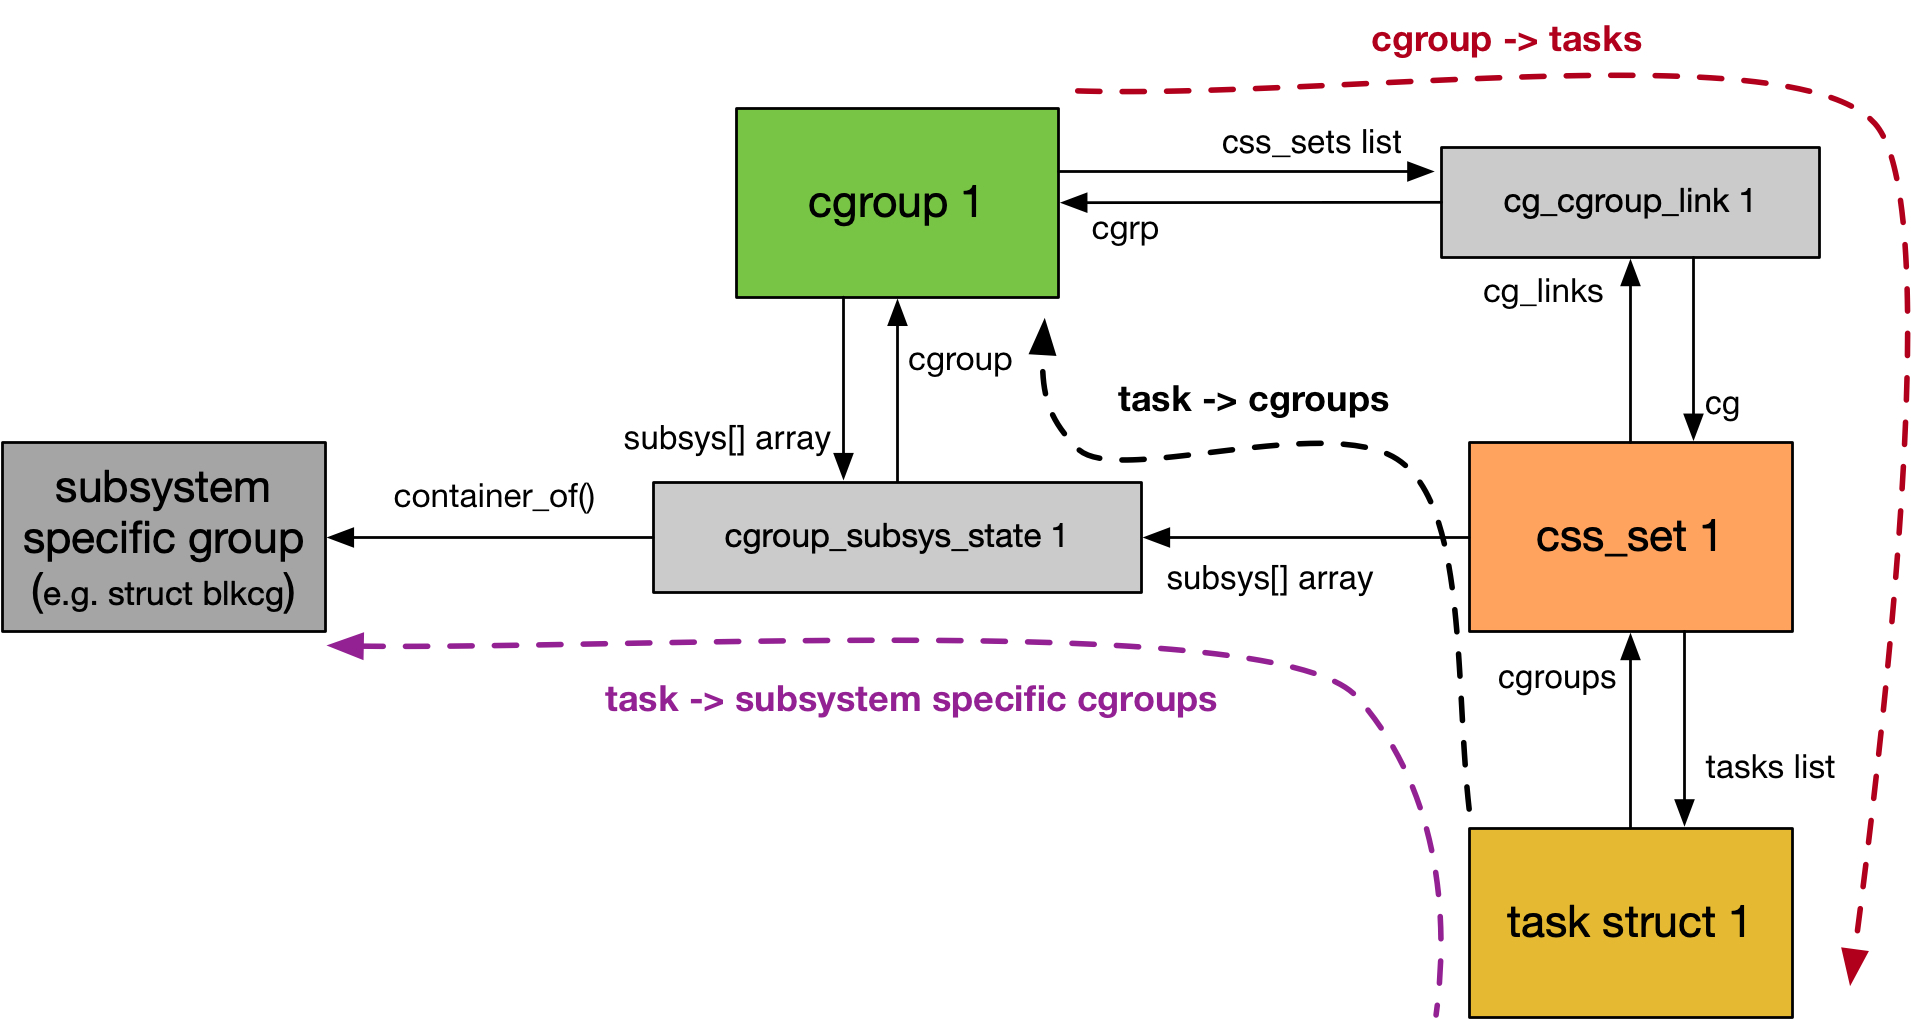 cgroup -> tasks
css_sets list
cgroup 1
cg_cgroup_link 1
cgrp
cg_links
cgroup
task -> cgroups
cg
subsys[] array
subsystem
specific group
(e.g. struct blkcg)
container_of()
cgroup_subsys_state 1
css_set 1
subsys[] array
cgroups
task -> subsystem specific cgroups
tasks list
task struct 1